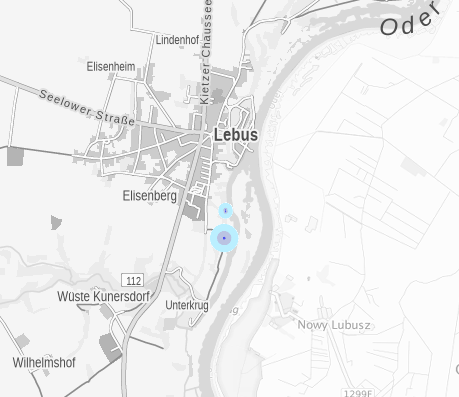 Oder
Lindenhof
Kietzer Chaussee
Elisenheim
Seelower Straße
Lebus
Elisenberg
112
Wüste Kunersdorf
Unterkrug
Nowy Lubusz
Wilhelmshof
1299F